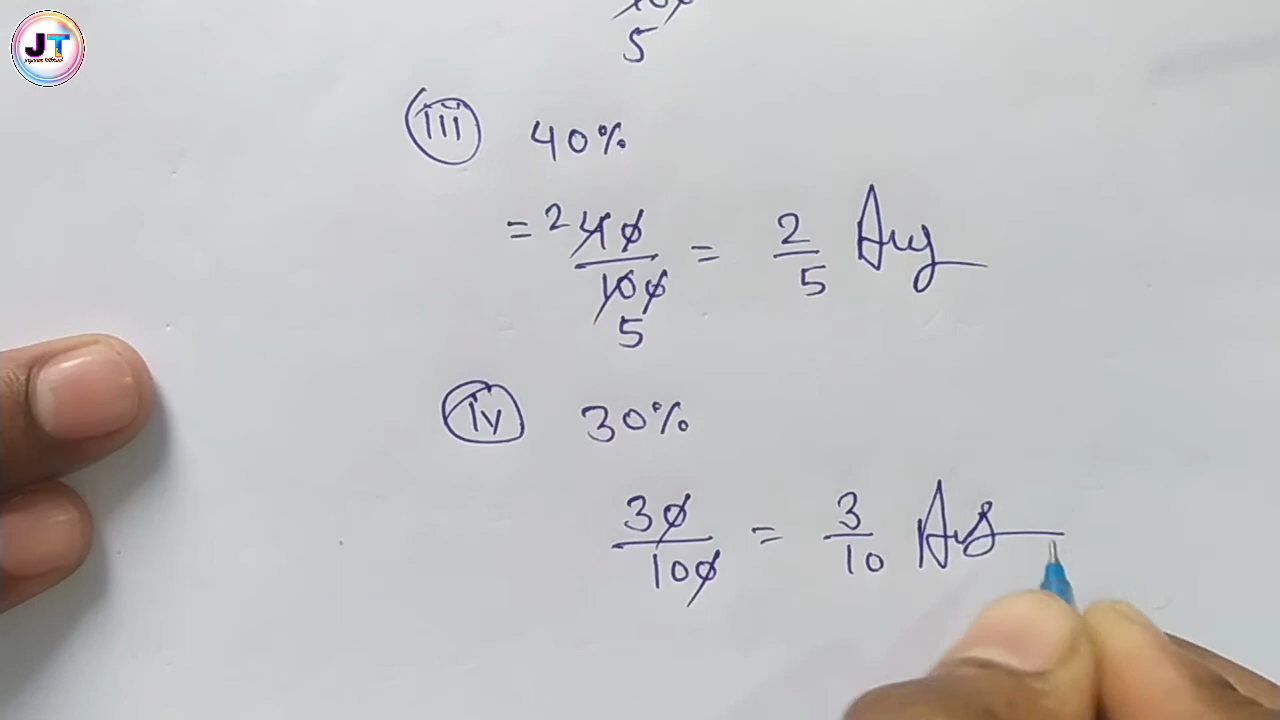 JT
5
iii 40%
= 2 40/100 = 2/5 Ans
5
iv 30%
30/100 = 3/10 Ans